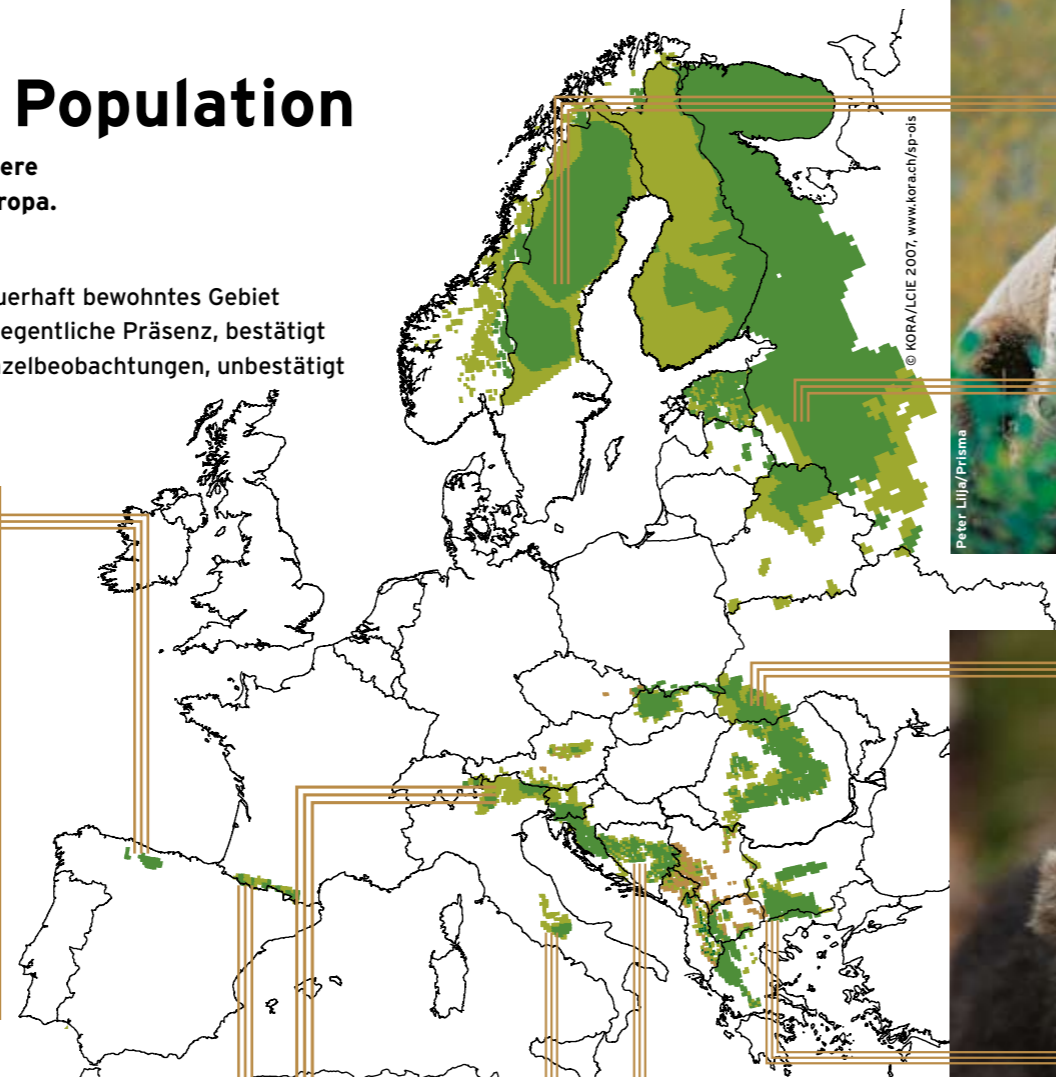 Population
ere
ropa.
uerhaft bewohntes Gebiet
egentliche Präsenz, bestätigt
zelbeobachtungen, unbestätigt
© KORA/LCIE 2007, www.kora.ch/sp-ois
Peter Lilja/Prisma